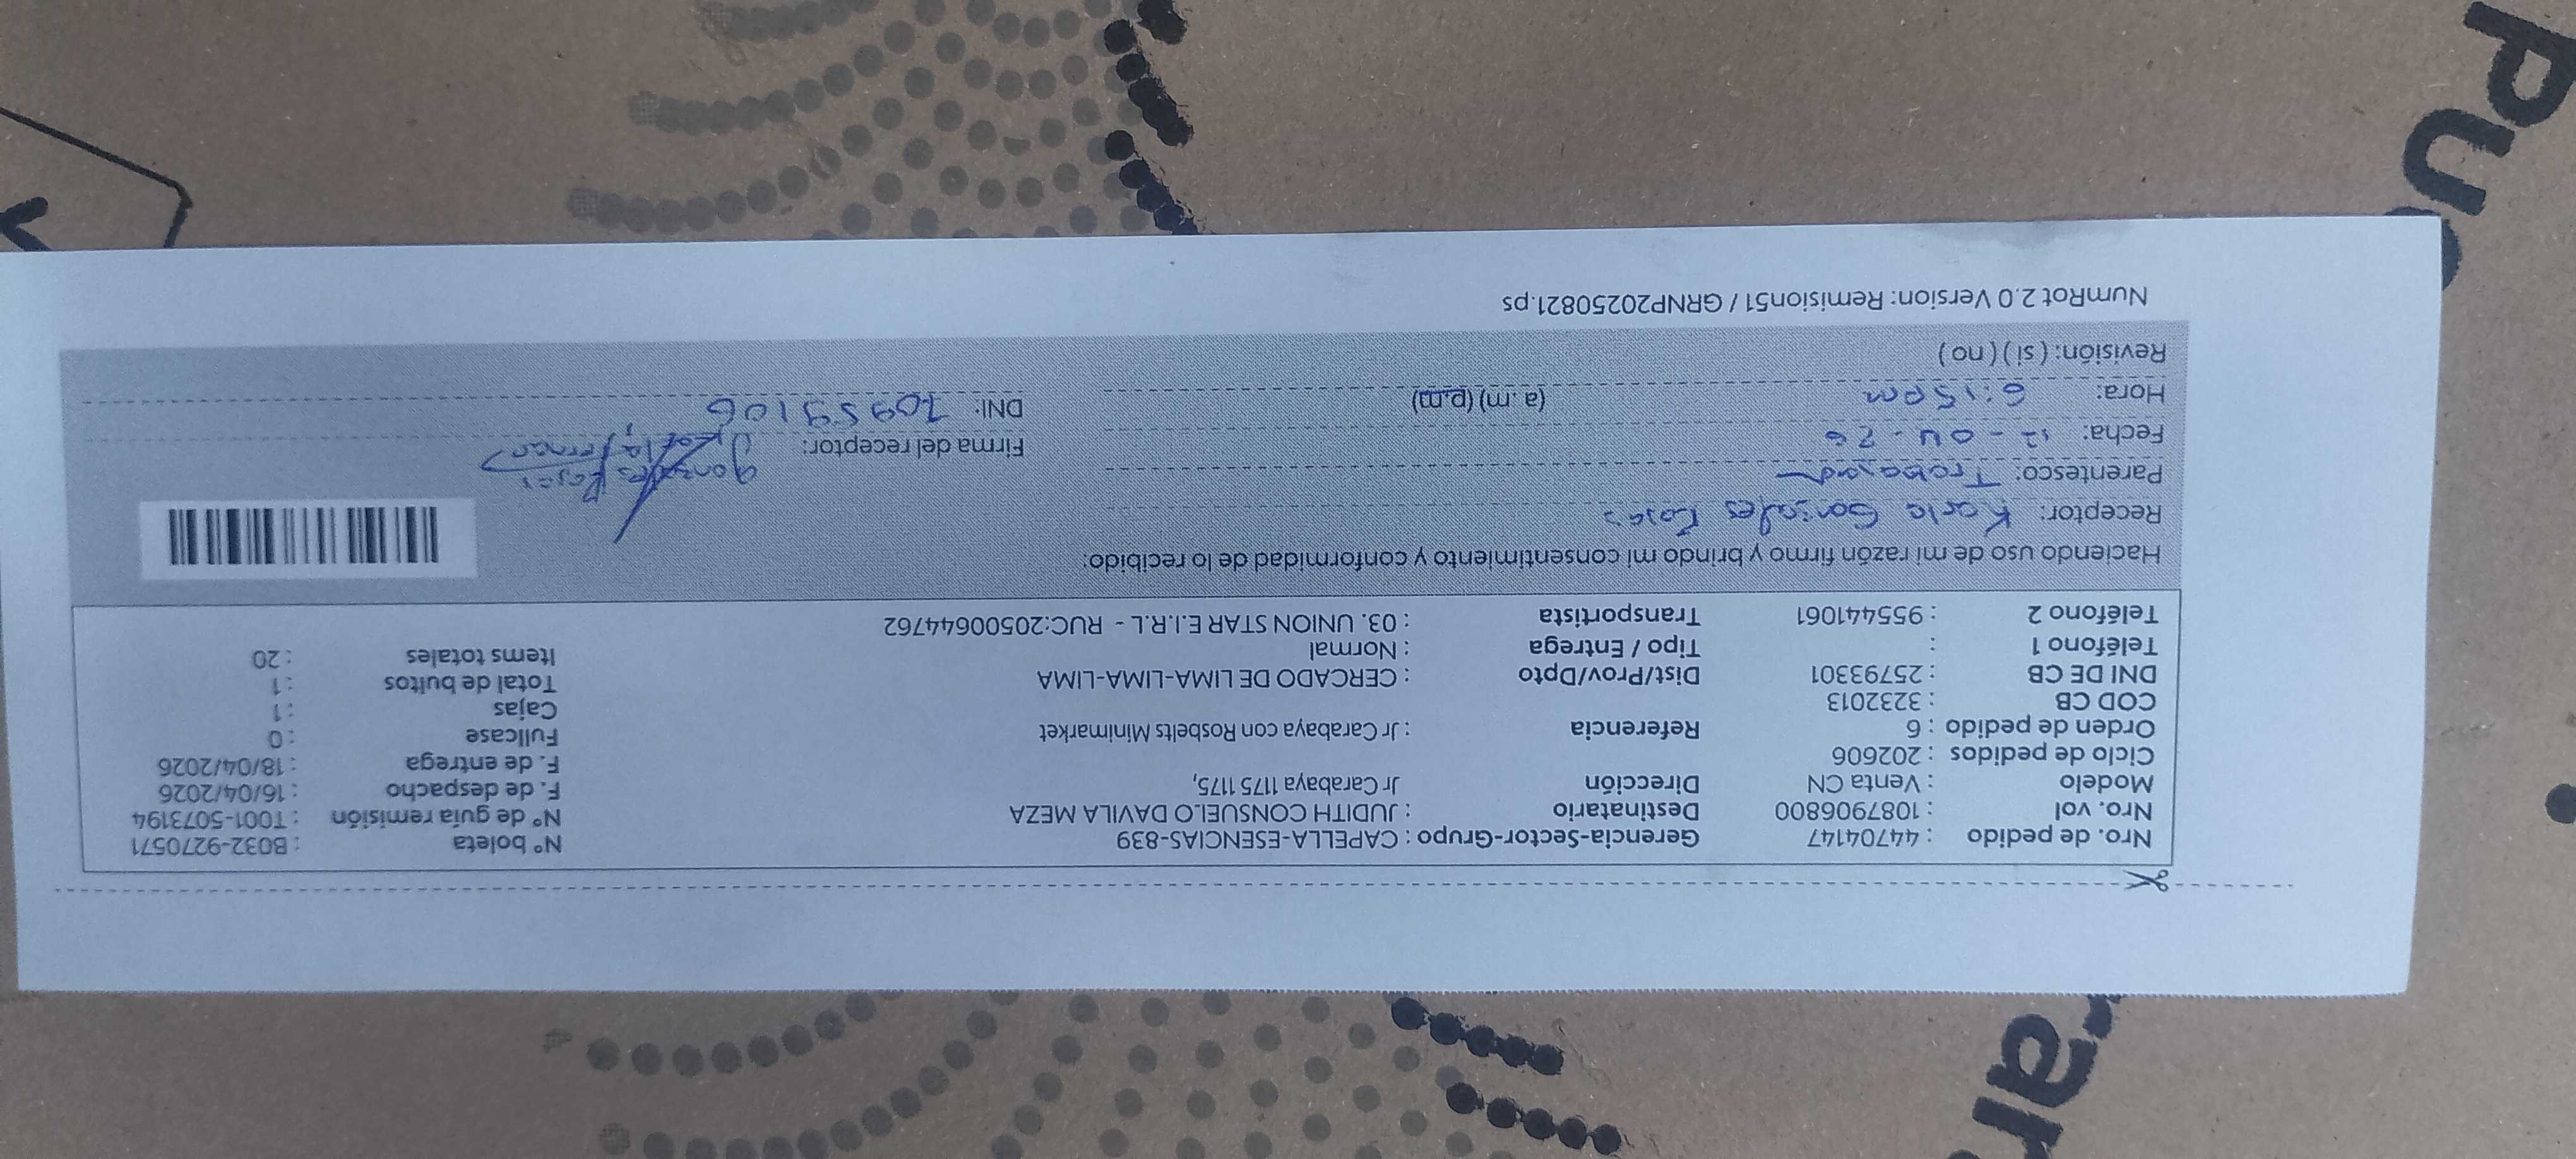 Nro. de pedido : 44704147 Gerencia-Sector-Grupo : CAPELLA-ESENCIAS-839 N° boleta : B032-9270571
Nro. vol : 1087906800 Destinatario : JUDITH CONSUELO DAVILA MEZA N° de guía remisión : T001-5073194
Modelo : Venta CN Dirección Jr Carabaya 1175 1175, F. de despacho : 16/04/2026
Ciclo de pedidos : 202606 F. de entrega : 18/04/2026
Orden de pedido : 6 Referencia : Jr Carabaya con Rosbelts Minimarket Fullcase : 0
COD CB : 3232013 Cajas : 1
DNI DE CB : 25793301 Dist/Prov/Dpto : CERCADO DE LIMA-LIMA-LIMA Total de bultos : 1
Teléfono 1 : Tipo / Entrega : Normal Items totales : 20
Teléfono 2 : 955441061 Transportista : 03. UNION STAR E.I.R.L - RUC:20500644762
Haciendo uso de mi razón firmo y brindo mi consentimiento y conformidad de lo recibido:
Receptor: Karla Gonzales Rojas
Parentesco: Trabajad
Fecha: 12-04-26 Firma del receptor:
Hora: 6:15pm (a. m) (p.m) DNI: 70959106
Revisión: ( si ) ( no )
NumRot 2.0 Version: Remision51 / GRNP20250821.ps